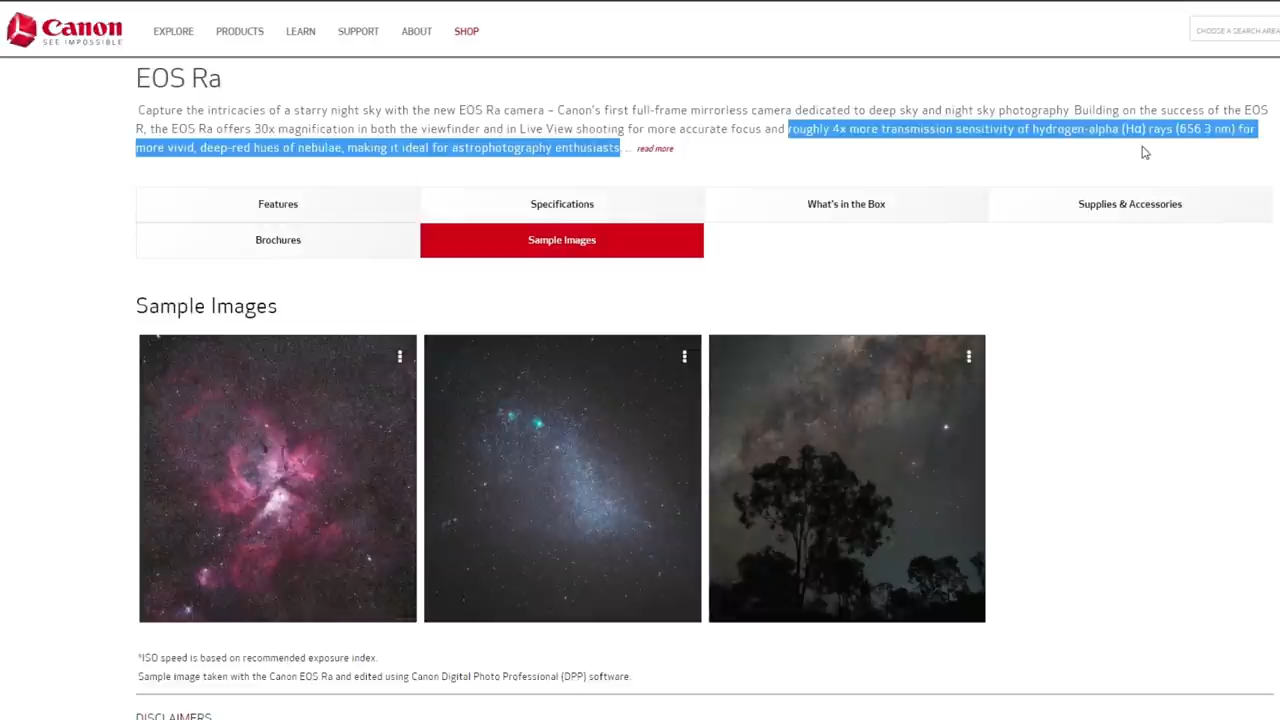 Canon
SEE IMPOSSIBLE
EXPLORE PRODUCTS LEARN SUPPORT ABOUT SHOP
CHOOSE A SEARCH AREA
EOS Ra
Capture the intricacies of a starry night sky with the new EOS Ra camera – Canon's first full-frame mirrorless camera dedicated to deep sky and night sky photography. Building on the success of the EOS
R, the EOS Ra offers 30x magnification in both the viewfinder and in Live View shooting for more accurate focus and roughly 4x more transmission sensitivity of hydrogen-alpha (Hα) rays (656.3 nm) for
more vivid, deep-red hues of nebulae, making it ideal for astrophotography enthusiasts. ... read more
Features Specifications What's in the Box Supplies & Accessories
Brochures Sample Images
Sample Images
*ISO speed is based on recommended exposure index.
Sample image taken with the Canon EOS Ra and edited using Canon Digital Photo Professional (DPP) software.
DISCLAIMERS